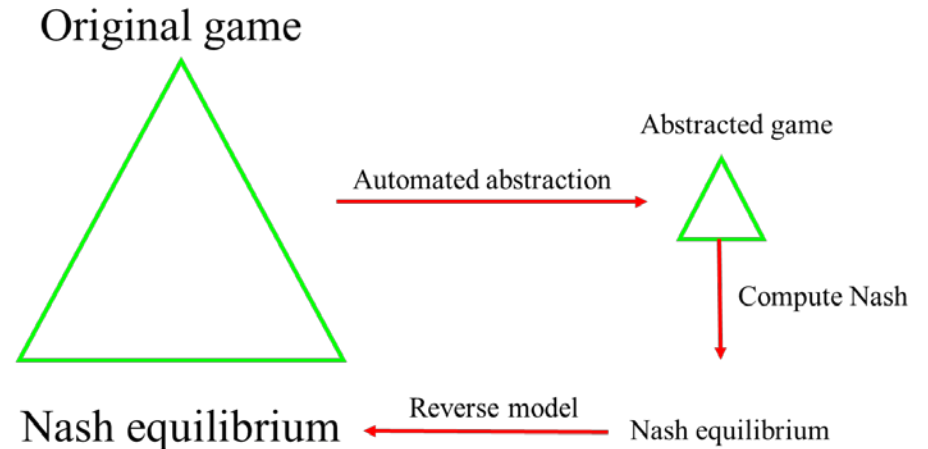 Original game
Abstracted game
Automated abstraction
Compute Nash
Reverse model
Nash equilibrium
Nash equilibrium